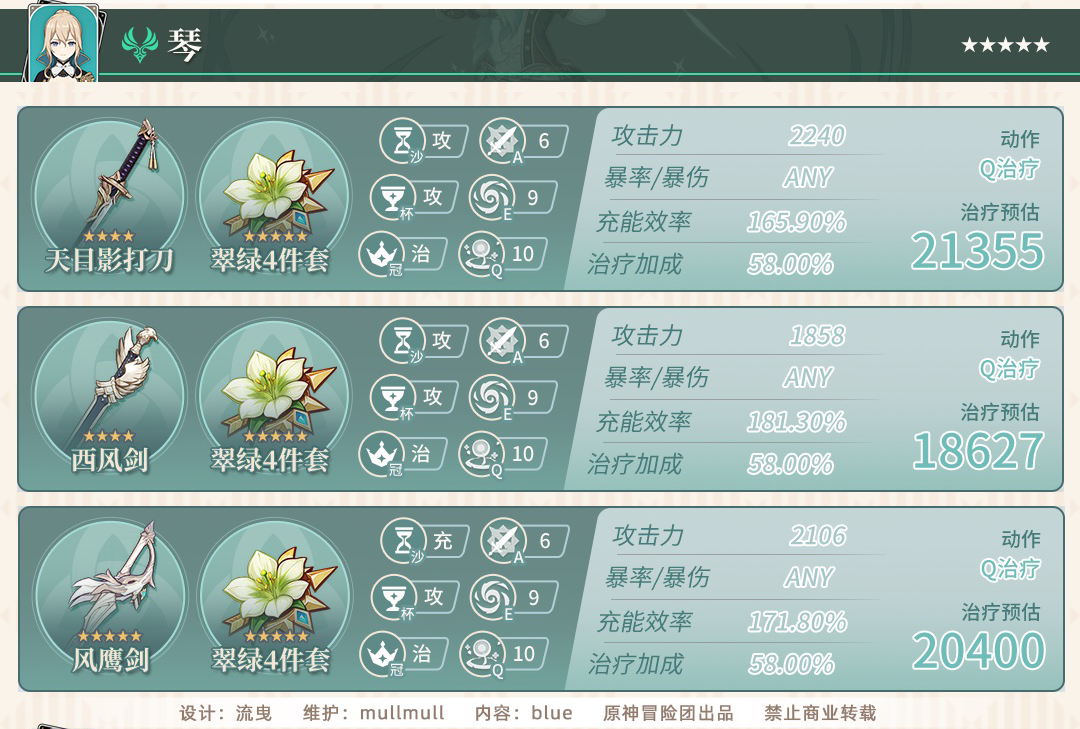 琴 ★★★★★
沙 攻 A 6
杯 攻 E 9
冠 治 Q 10
★★★★ ★★★★★
天目影打刀 翠绿4件套
攻击力 2240
暴率/暴伤 ANY
充能效率 165.90%
治疗加成 58.00%
动作
Q治疗
治疗预估
21355
沙 攻 A 6
杯 攻 E 9
冠 治 Q 10
★★★★ ★★★★★
西风剑 翠绿4件套
攻击力 1858
暴率/暴伤 ANY
充能效率 181.30%
治疗加成 58.00%
动作
Q治疗
治疗预估
18627
沙 充 A 6
杯 攻 E 9
冠 治 Q 10
★★★★★ ★★★★★
风鹰剑 翠绿4件套
攻击力 2106
暴率/暴伤 ANY
充能效率 171.80%
治疗加成 58.00%
动作
Q治疗
治疗预估
20400
设计：流曳 维护：mullmull 内容：blue 原神冒险团出品 禁止商业转载